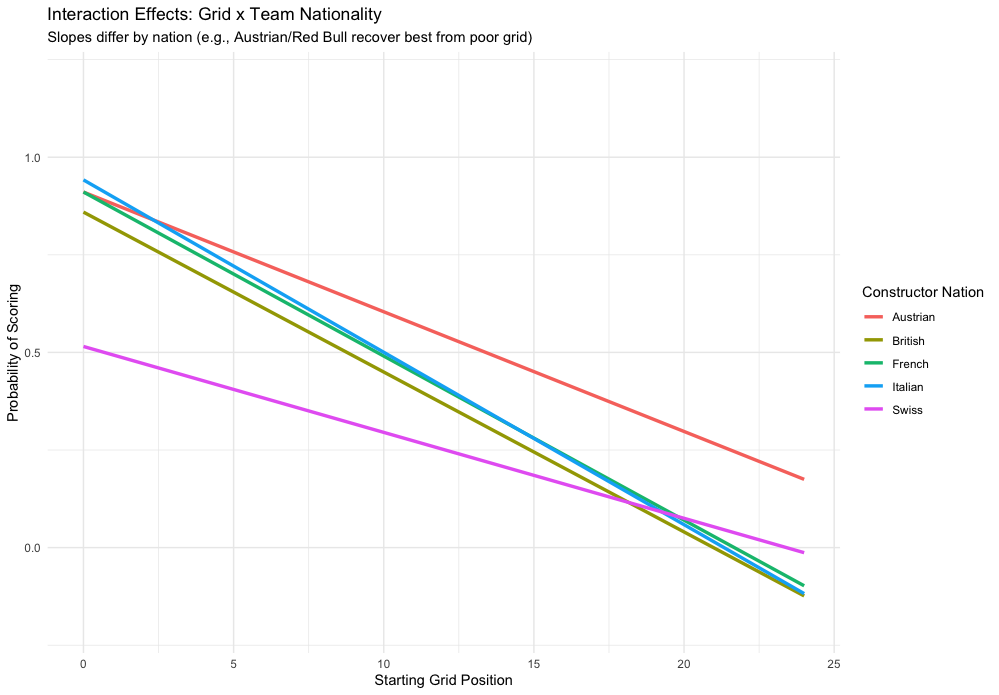 Interaction Effects: Grid x Team Nationality
Slopes differ by nation (e.g., Austrian/Red Bull recover best from poor grid)
Probability of Scoring
1.0
0.5
0.0
0 5 10 15 20 25
Starting Grid Position
Constructor Nation
Austrian
British
French
Italian
Swiss